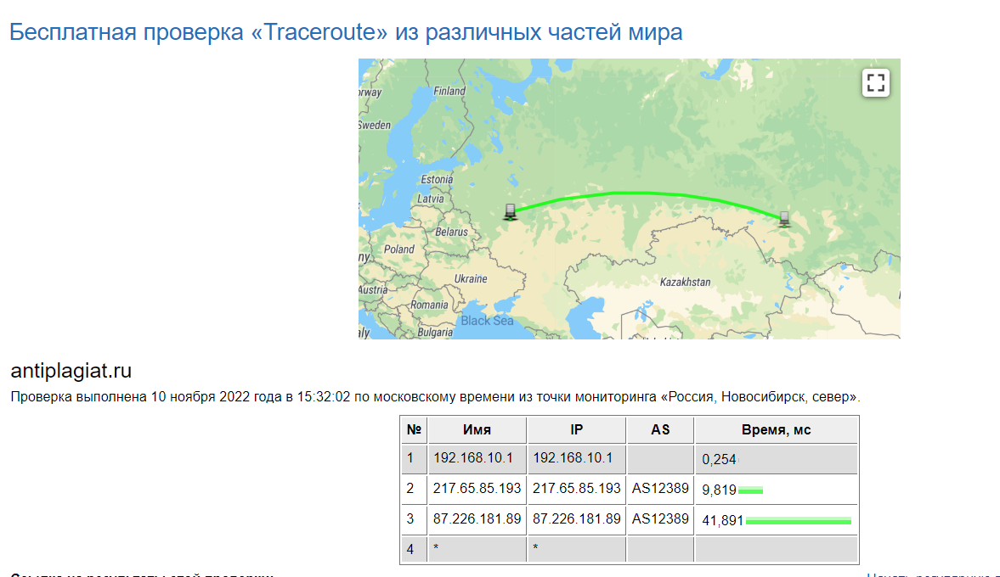 Бесплатная проверка «Traceroute» из различных частей мира
Finland
Sweden
Estonia
Latvia
Belarus
Poland
Ukraine
Kazakhstan
Austria
Romania
Black Sea
Bulgaria
antiplagiat.ru
Проверка выполнена 10 ноября 2022 года в 15:32:02 по московскому времени из точки мониторинга «Россия, Новосибирск, север».
№ Имя IP AS Время, мс
1 192.168.10.1 192.168.10.1 0,254
2 217.65.85.193 217.65.85.193 AS12389 9,819
3 87.226.181.89 87.226.181.89 AS12389 41,891
4 * *